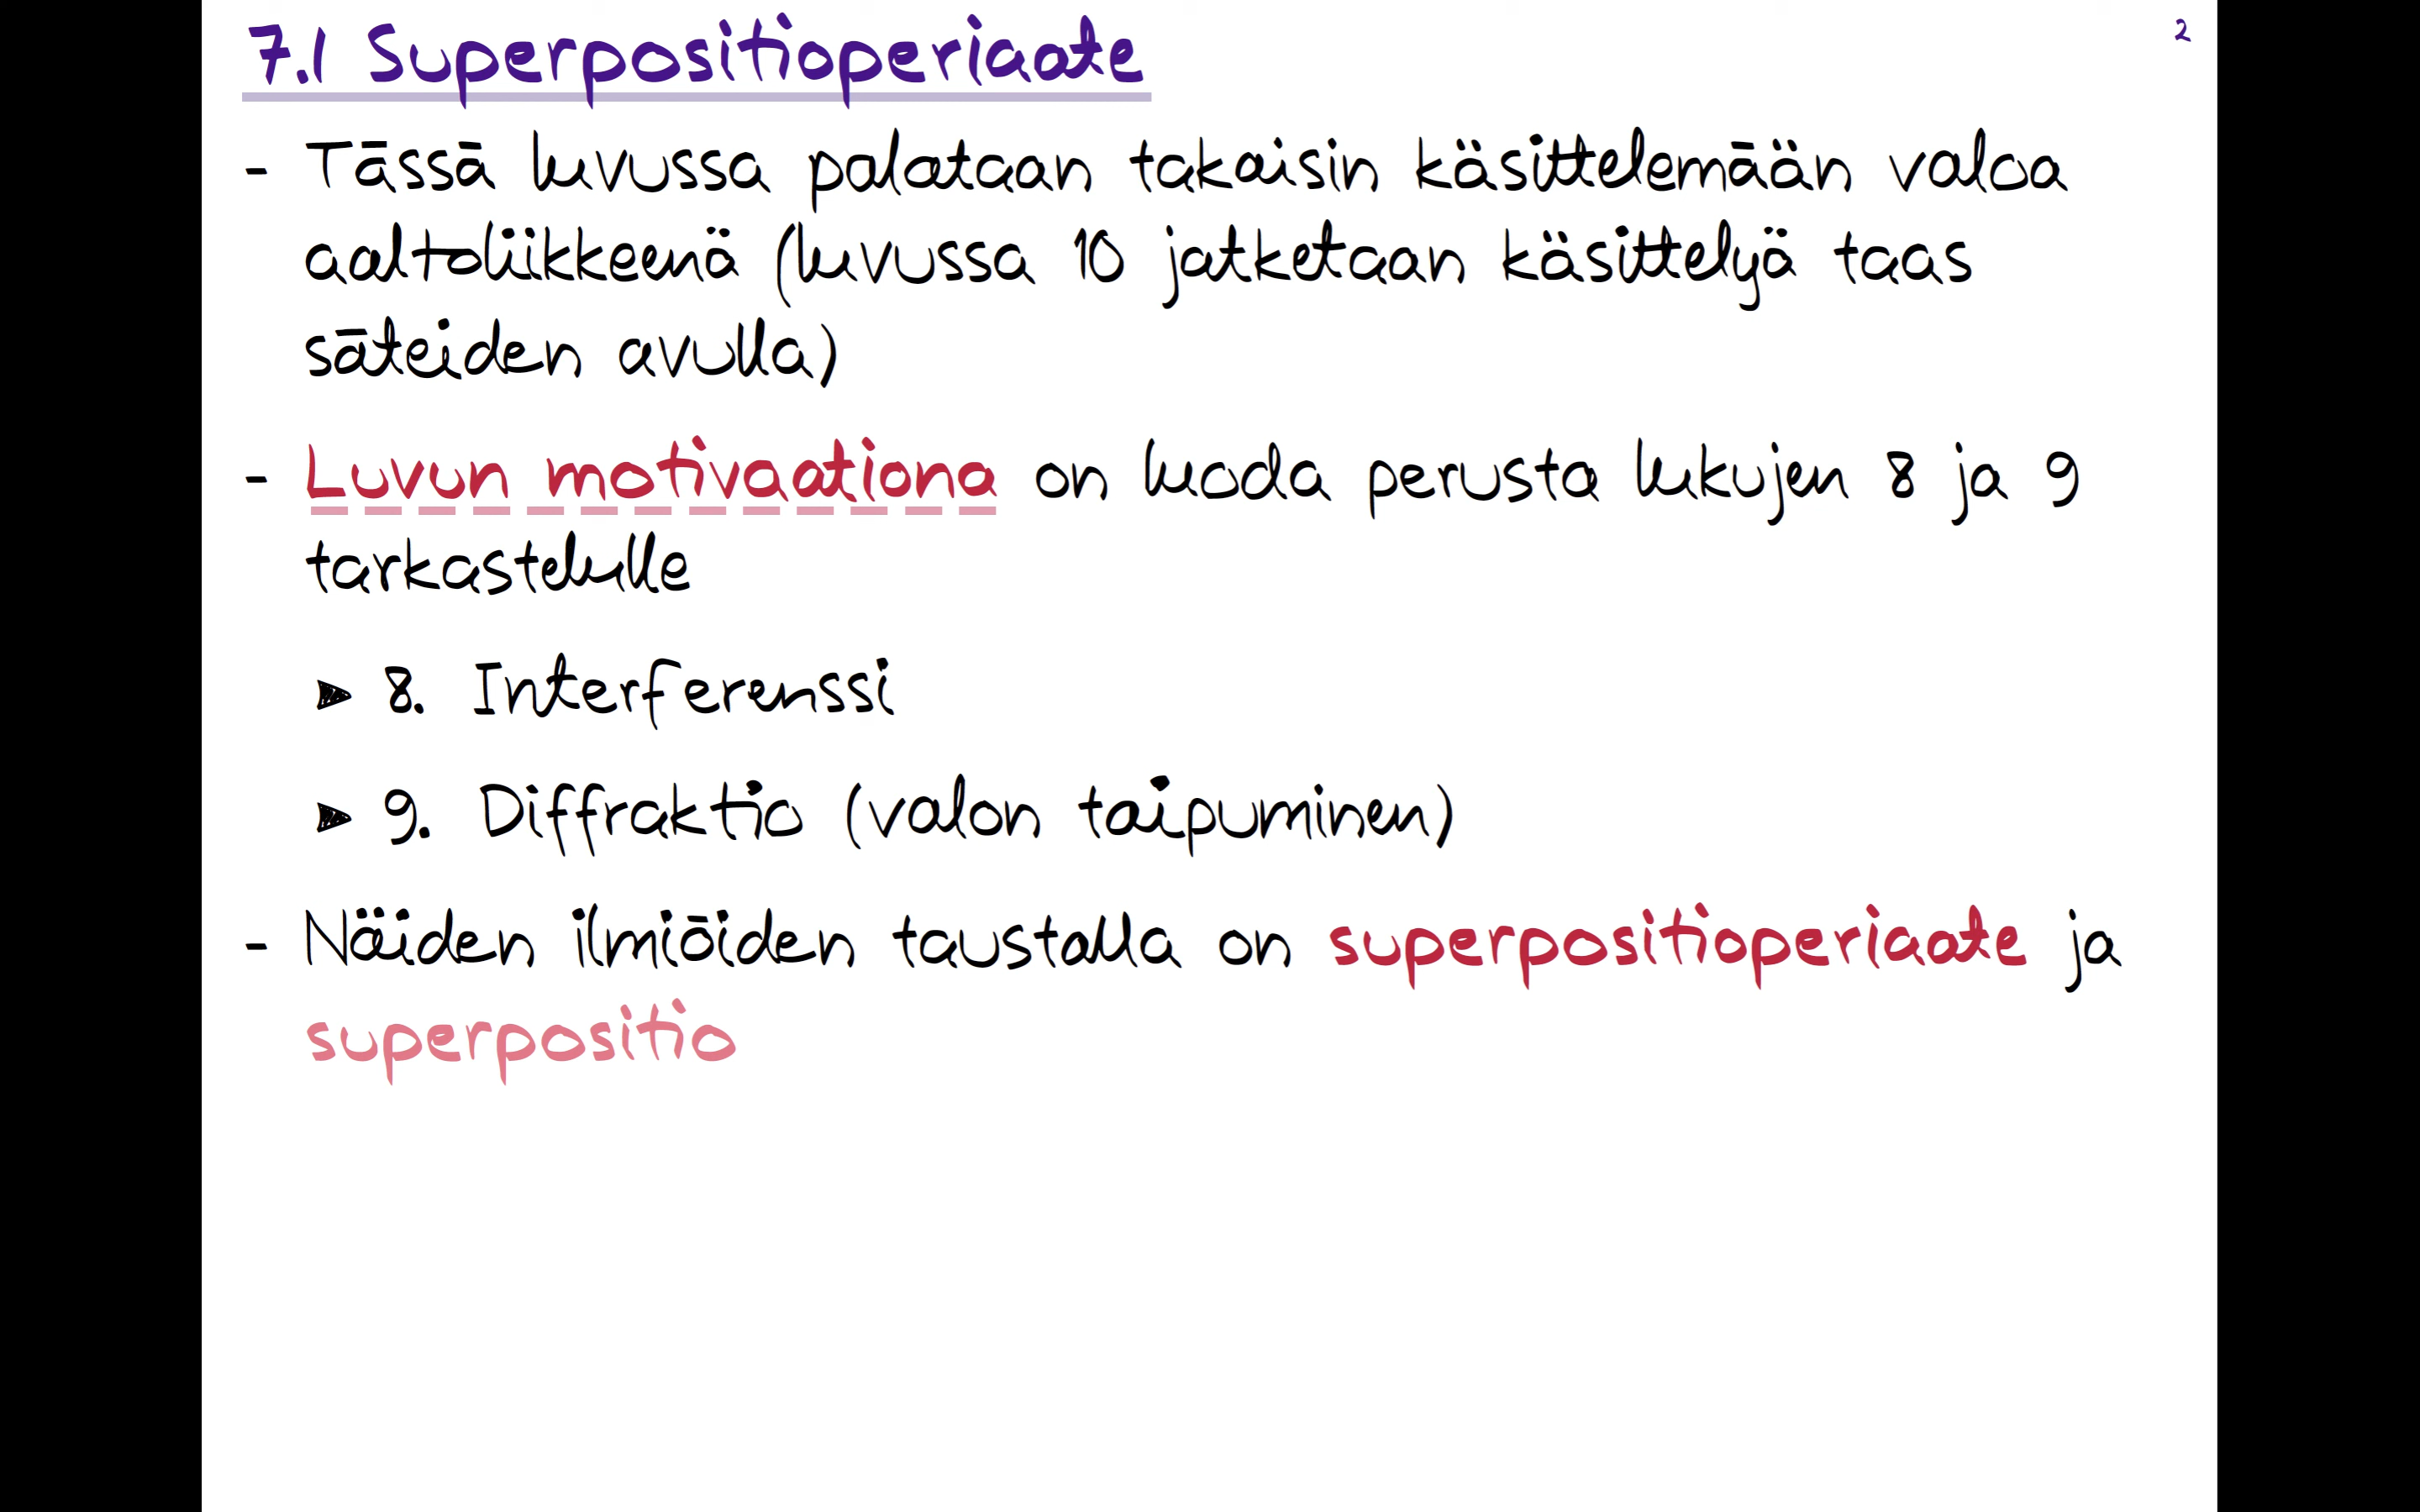 7.1 Superpositioperiaate
2
- Tässä luvussa palataan takaisin käsittelemään valoa
aaltoliikkeenä (luvussa 10 jatketaan käsittelyä taas
säteiden avulla)
- Luvun motivaationa on luoda perusta lukujen 8 ja 9
tarkastelulle
► 8. Interferenssi
► 9. Diffraktio (valon taipuminen)
- Näiden ilmiöiden taustalla on superpositioperiaate ja
superpositio